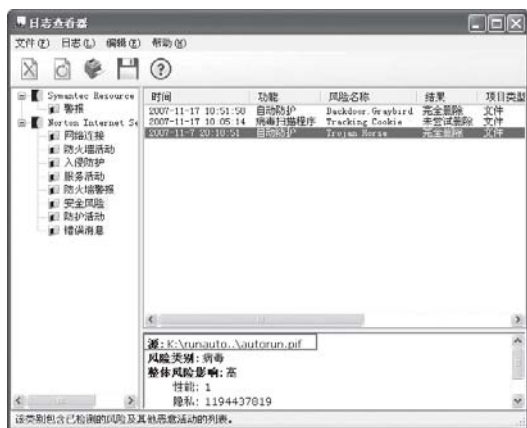 日志查看器
文件(F) 日志(L) 编辑(E) 帮助(H)
Symantec Resource
警报
Norton Internet Se
网络连接
防火墙活动
入侵防护
服务活动
防火墙警报
安全风险
防护活动
错误消息
时间 功能 风险名称 结果 项目类型
2007-11-17 10:51:50 自动防护 Backdoor.Graybird 完全删除 文件
2007-11-17 10:05:14 病毒扫描程序 Tracking Cookie 未尝试删除 文件
2007-11-7 20:10:51 自动防护 Trojan Horse 完全删除 文件
源: K:\runauto..\autorun.pif
风险类别: 病毒
整体风险影响: 高
性能: 1
隐私: 1194437019
该类别包含已检测的风险及其他恶意活动的列表。